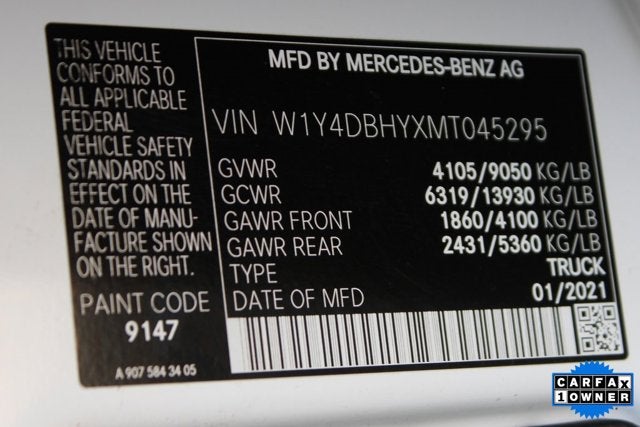 THIS VEHICLE
CONFORMS TO
ALL APPLICABLE
FEDERAL
VEHICLE SAFETY
STANDARDS IN
EFFECT ON THE
DATE OF MANU-
FACTURE SHOWN
ON THE RIGHT.
PAINT CODE
9147
A 907 584 34 05
MFD BY MERCEDES-BENZ AG
VIN W1Y4DBHYXMT045295
GVWR 4105/9050 KG/LB
GCWR 6319/13930 KG/LB
GAWR FRONT 1860/4100 KG/LB
GAWR REAR 2431/5360 KG/LB
TYPE TRUCK
DATE OF MFD 01/2021
CARFAX
1 OWNER